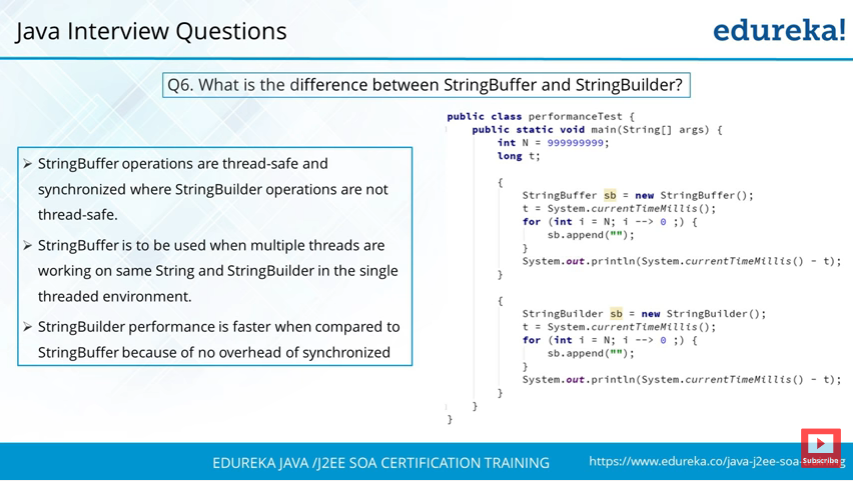 Java Interview Questions
edureka!
Q6. What is the difference between StringBuffer and StringBuilder?
➢ StringBuffer operations are thread-safe and
synchronized where StringBuilder operations are not
thread-safe.
➢ StringBuffer is to be used when multiple threads are
working on same String and StringBuilder in the single
threaded environment.
➢ StringBuilder performance is faster when compared to
StringBuffer because of no overhead of synchronized
public class performanceTest {
public static void main(String[] args) {
int N = 999999999;
long t;
{
StringBuffer sb = new StringBuffer();
t = System.currentTimeMillis();
for (int i = N; i --> 0 ;) {
sb.append("");
}
System.out.println(System.currentTimeMillis() - t);
}
{
StringBuilder sb = new StringBuilder();
t = System.currentTimeMillis();
for (int i = N; i --> 0 ;) {
sb.append("");
}
System.out.println(System.currentTimeMillis() - t);
}
}
}
EDUREKA JAVA /J2EE SOA CERTIFICATION TRAINING
https://www.edureka.co/java-j2ee-soa-
Subscribe